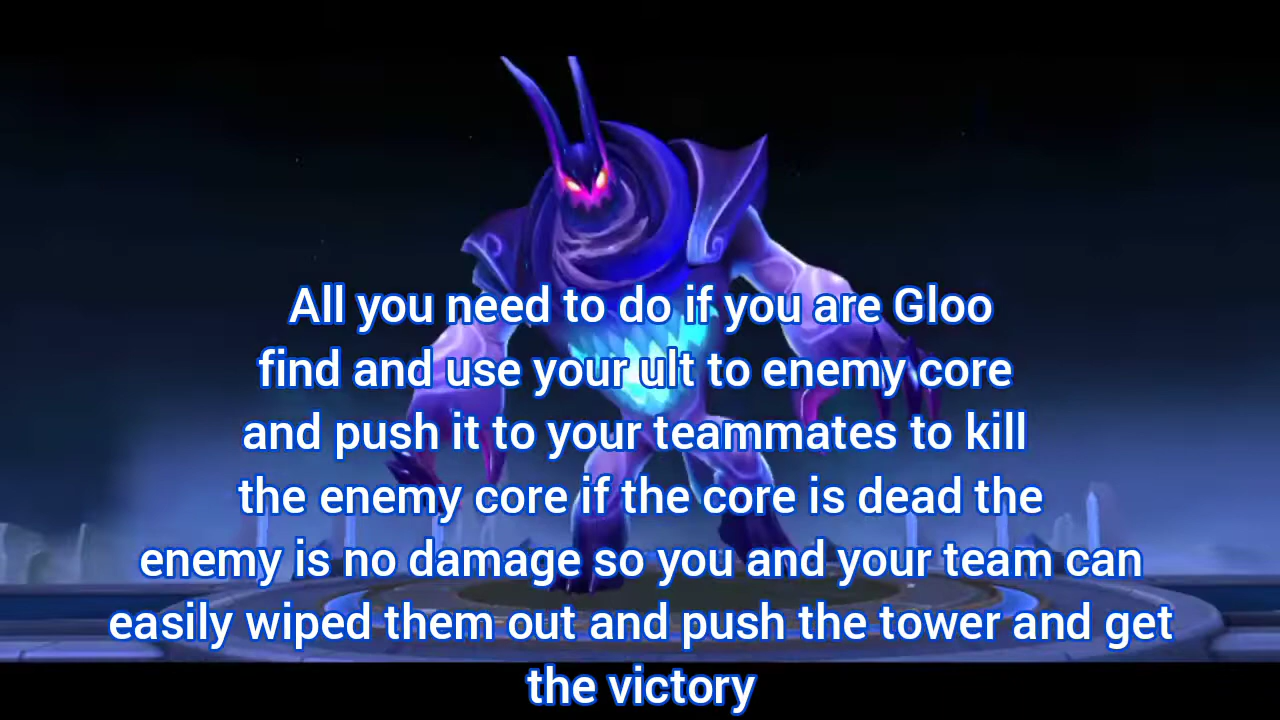 All you need to do if you are Gloo
find and use your ult to enemy core
and push it to your teammates to kill
the enemy core if the core is dead the
enemy is no damage so you and your team can
easily wiped them out and push the tower and get
the victory